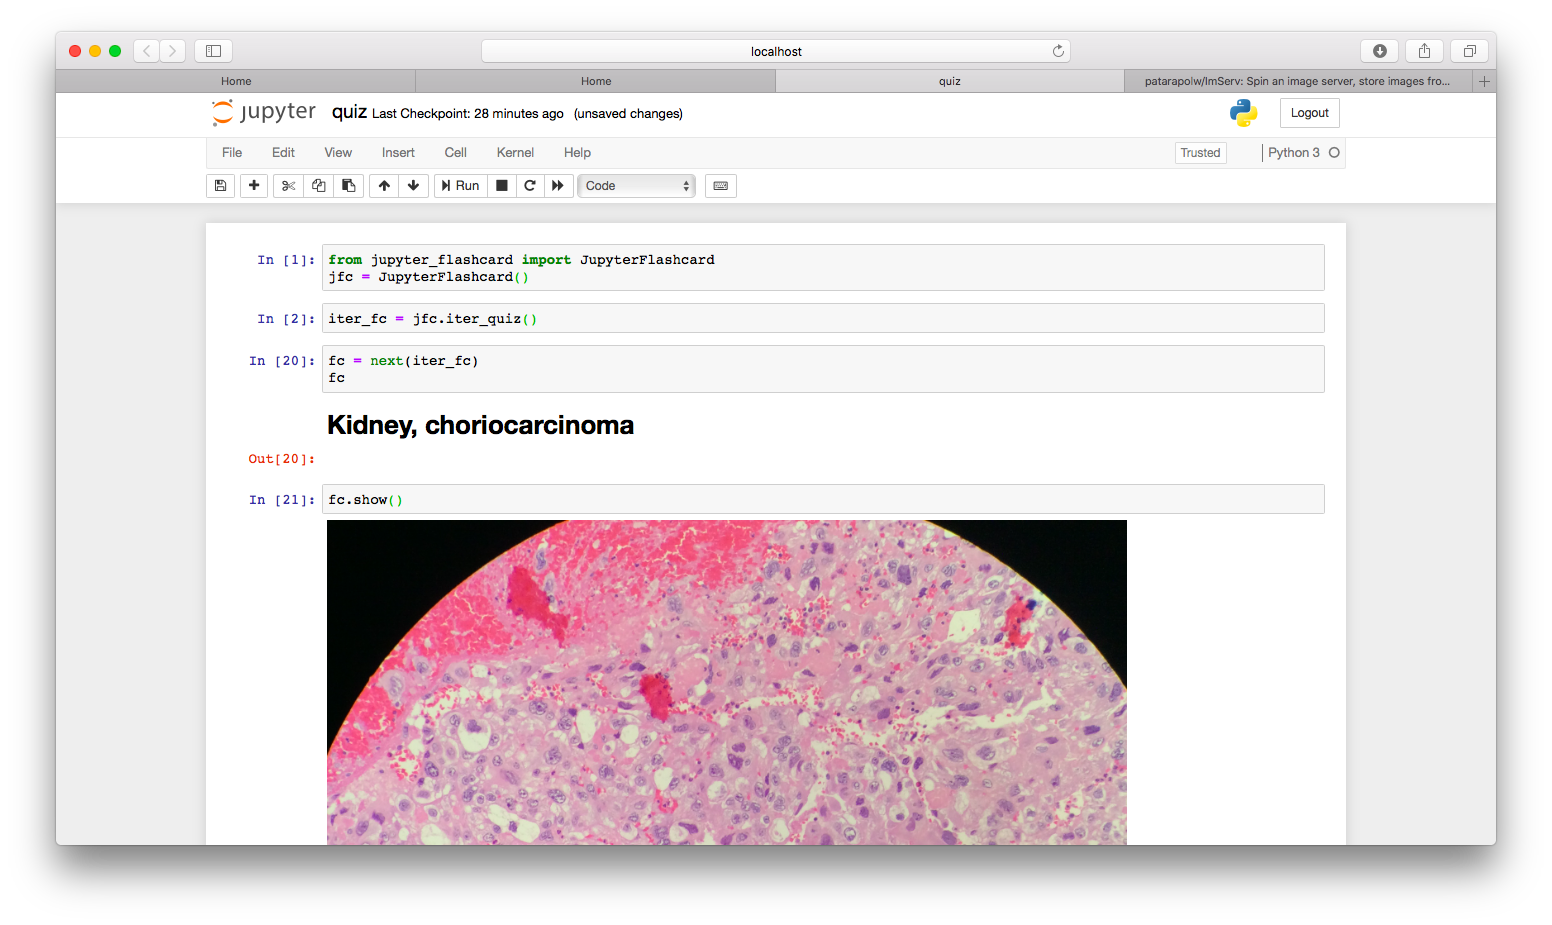 localhost
Home
Home
quiz
patarapolw/ImServ: Spin an image server, store images fro...
jupyter quiz Last Checkpoint: 28 minutes ago (unsaved changes)
Logout
File Edit View Insert Cell Kernel Help
Trusted
Python 3
Run
Code
In [1]: from jupyter_flashcard import JupyterFlashcard
jfc = JupyterFlashcard()
In [2]: iter_fc = jfc.iter_quiz()
In [20]: fc = next(iter_fc)
fc
Kidney, choriocarcinoma
Out[20]:
In [21]: fc.show()